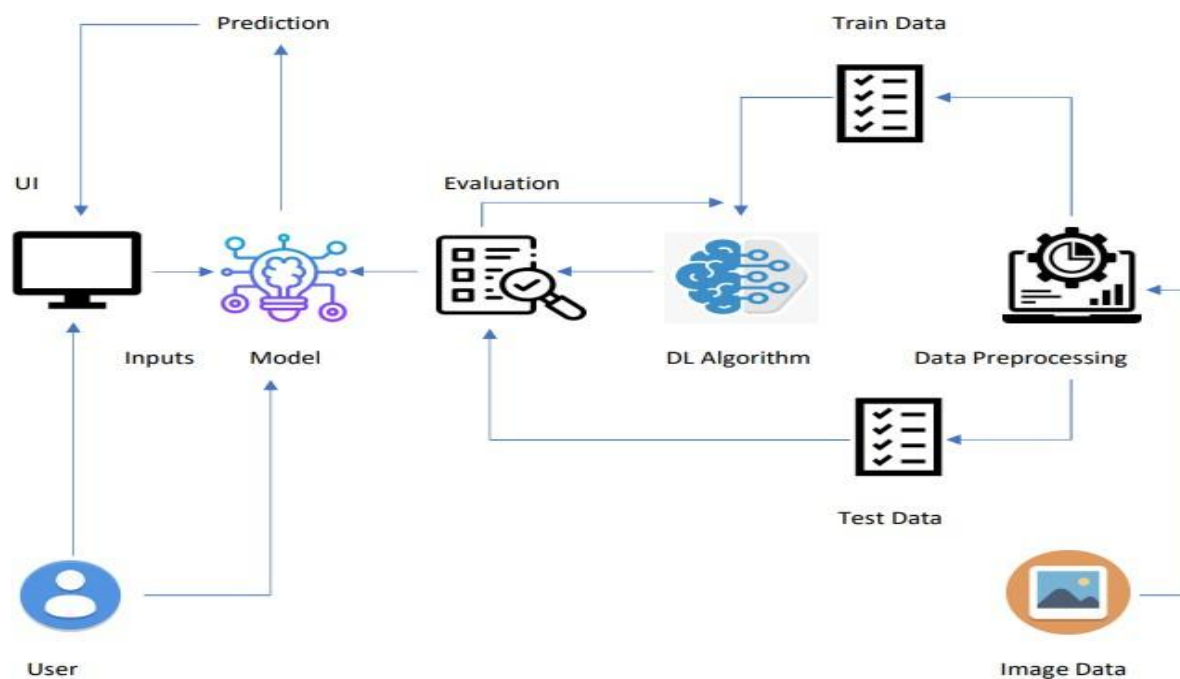 Prediction
Train Data
UI
Evaluation
Inputs
Model
DL Algorithm
Data Preprocessing
Test Data
User
Image Data